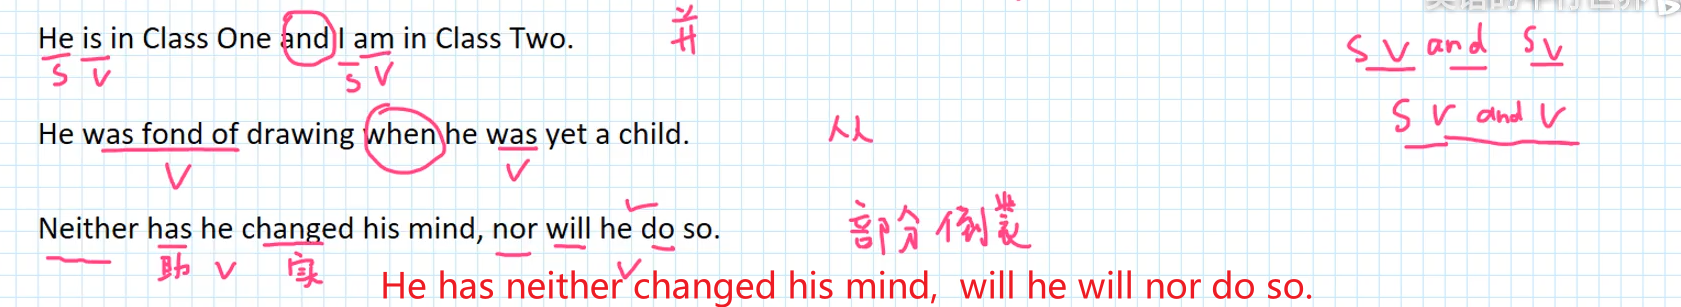 He is in Class One and I am in Class Two. 并 S V and S V
S V S V
S V and V
He was fond of drawing when he was yet a child. 从
V V
Neither has he changed his mind, nor will he do so. 部分倒装
助 V 实 V
He has neither changed his mind, will he will nor do so.